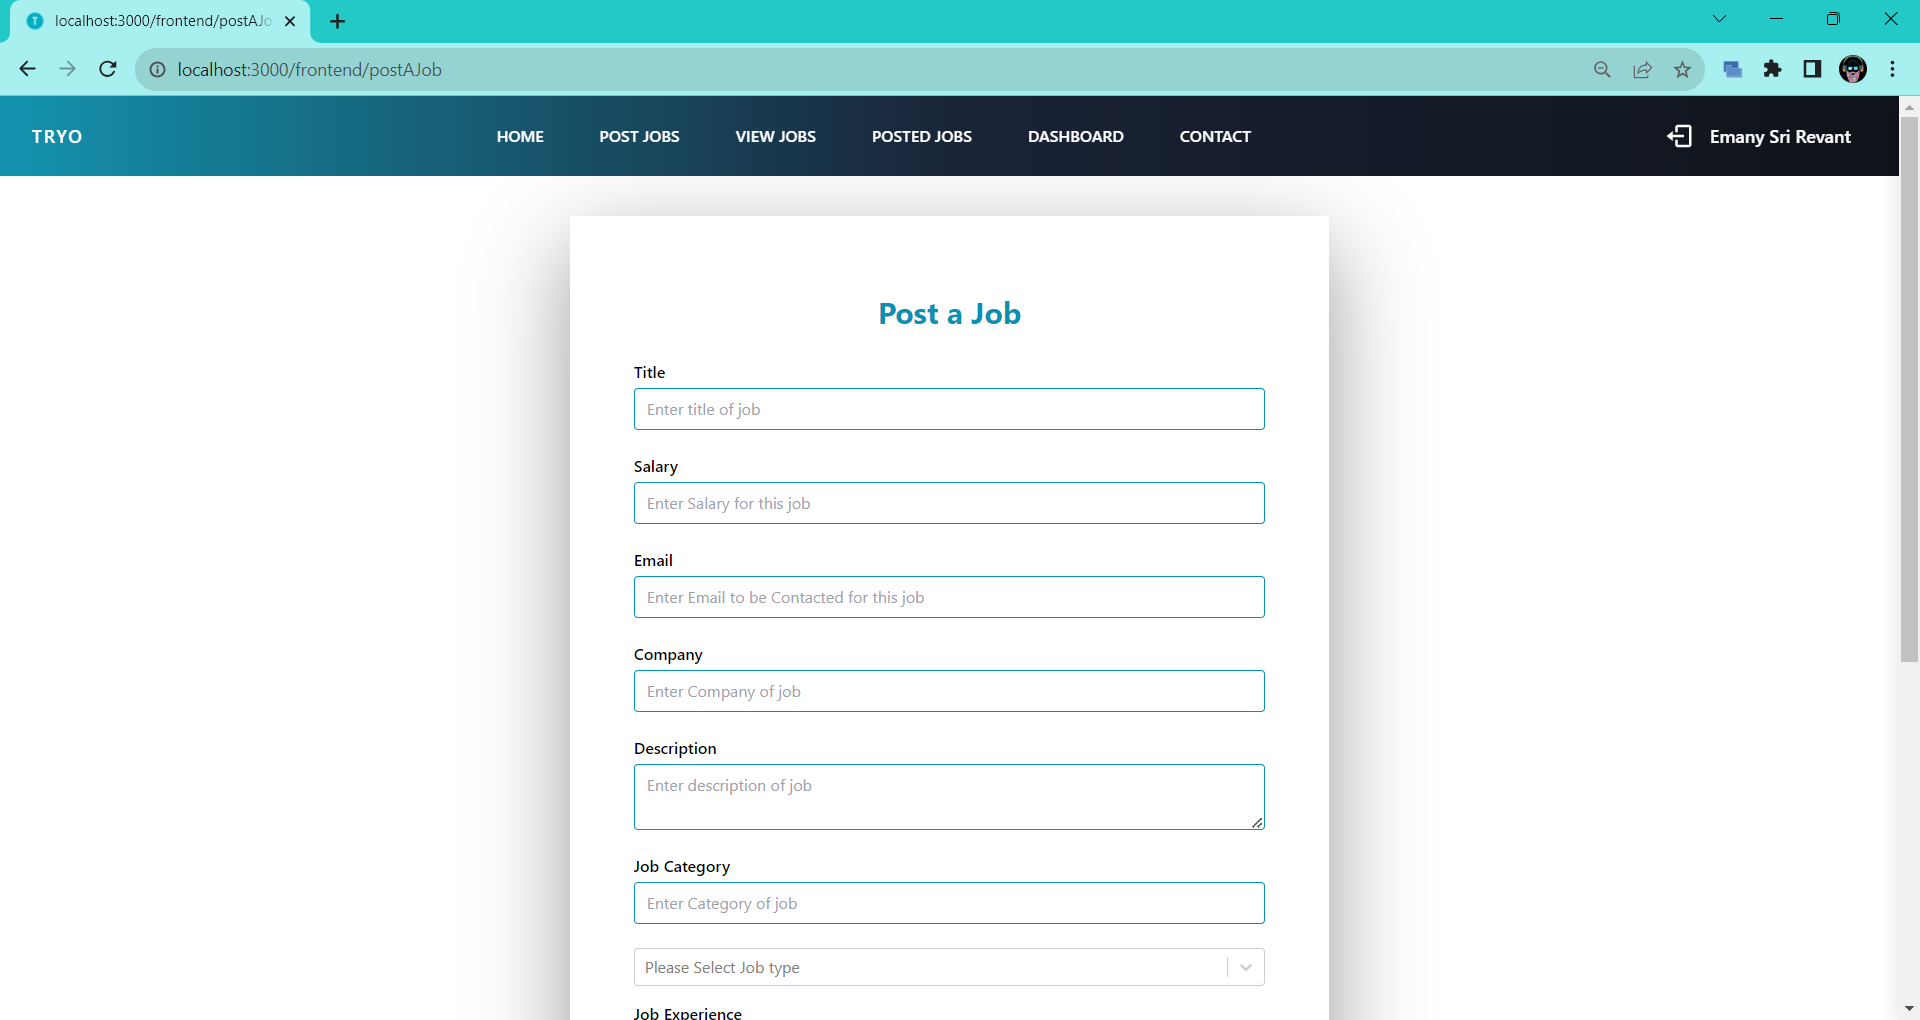 T
localhost:3000/frontend/postAJo
localhost:3000/frontend/postAJob
TRYO
HOME
POST JOBS
VIEW JOBS
POSTED JOBS
DASHBOARD
CONTACT
Emany Sri Revant
Post a Job
Title
Enter title of job
Salary
Enter Salary for this job
Email
Enter Email to be Contacted for this job
Company
Enter Company of job
Description
Enter description of job
Job Category
Enter Category of job
Please Select Job type
Job Experience